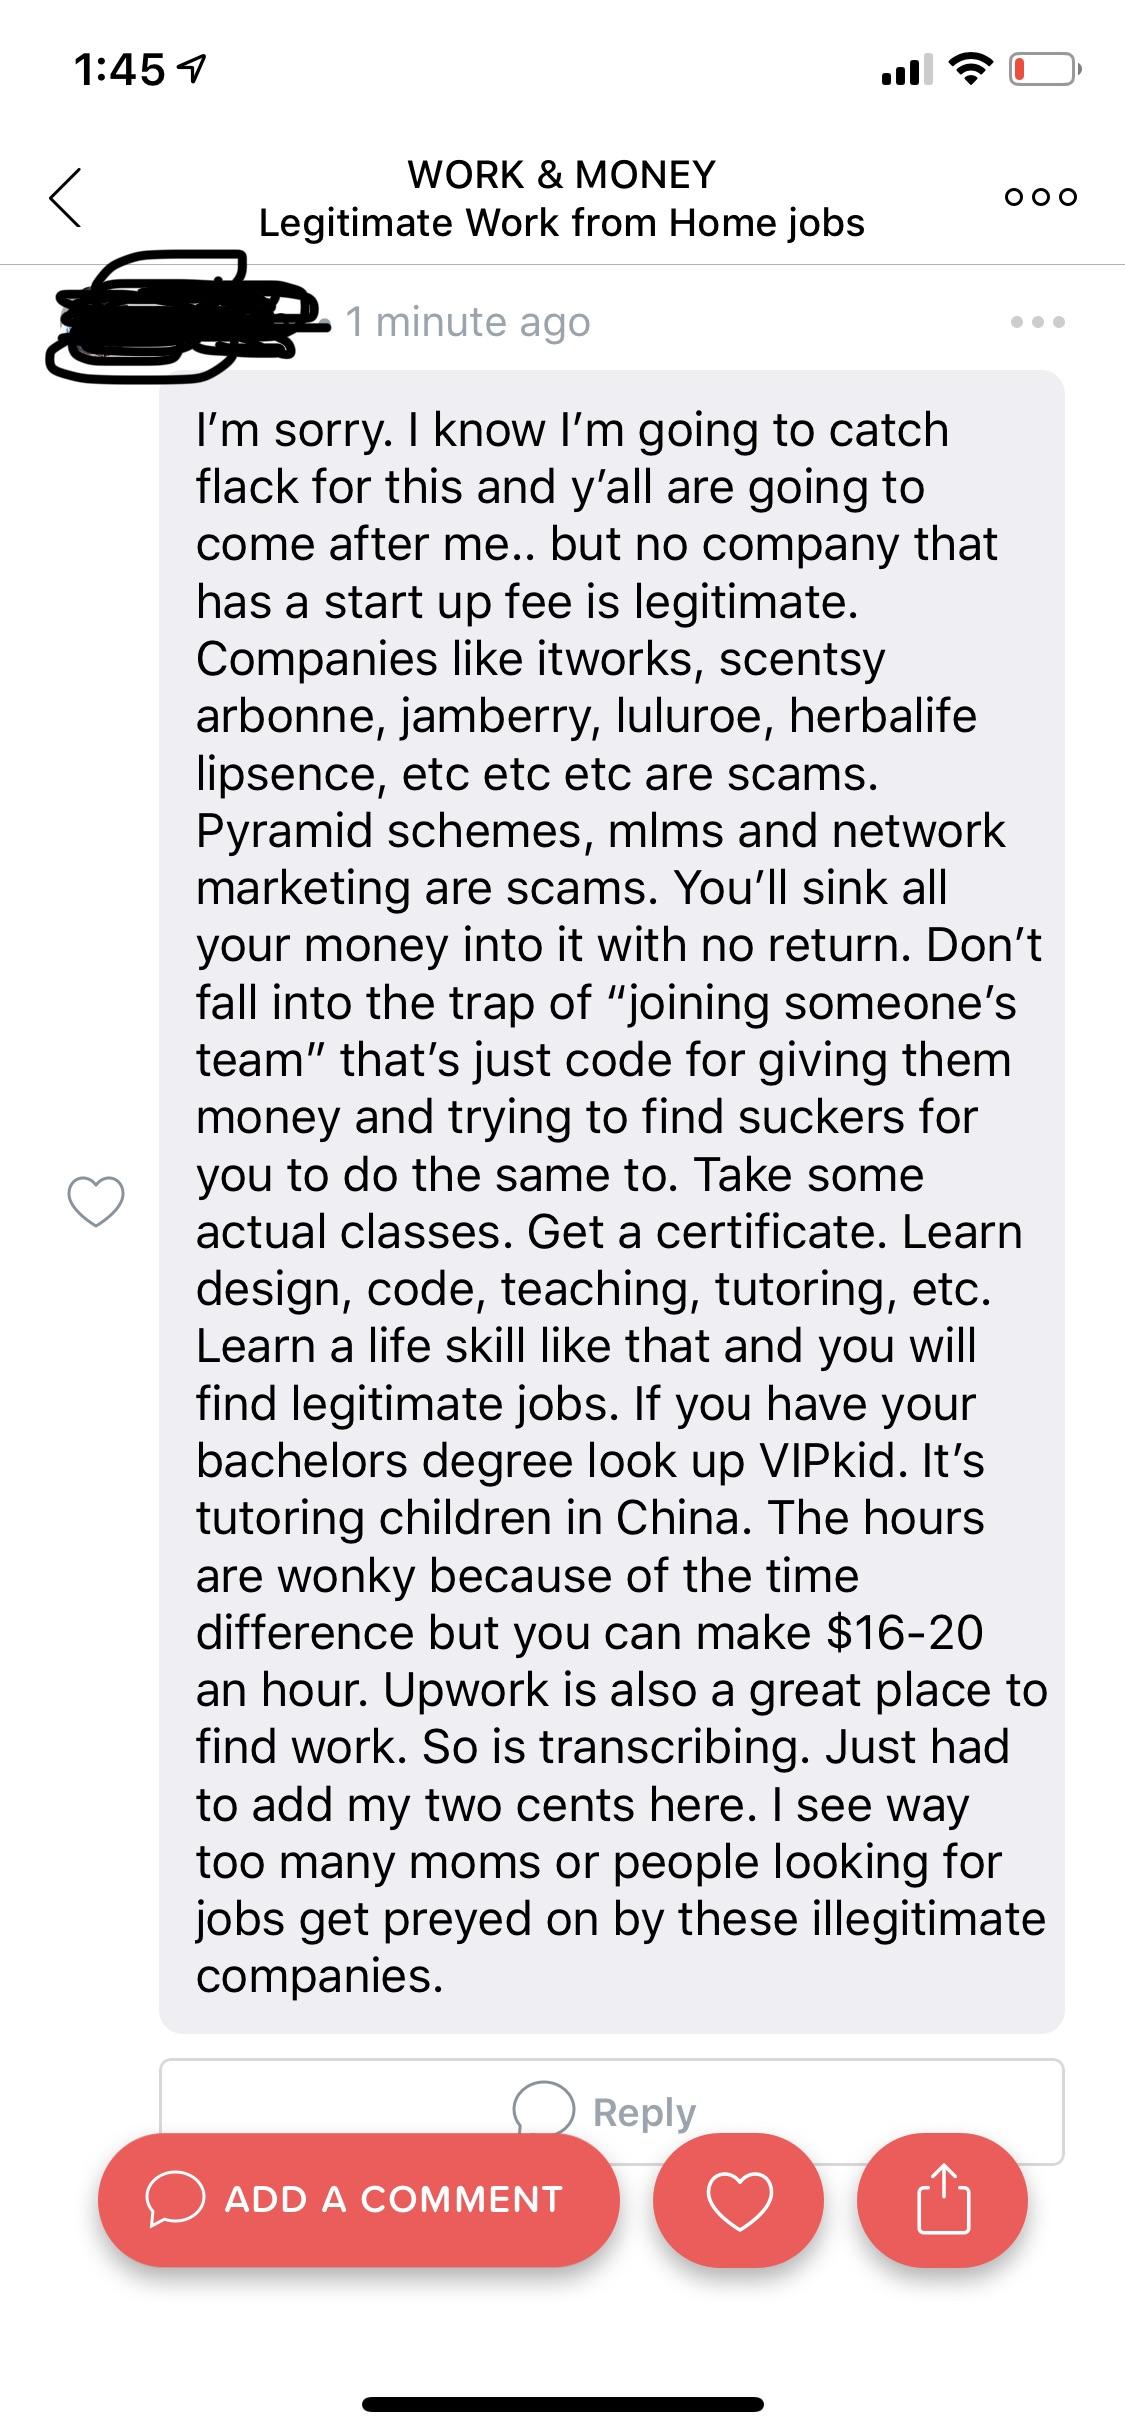 1:45
WORK & MONEY
Legitimate Work from Home jobs
1 minute ago
I’m sorry. I know I’m going to catch
flack for this and y’all are going to
come after me.. but no company that
has a start up fee is legitimate.
Companies like itworks, scentsy
arbonne, jamberry, luluroe, herbalife
lipsence, etc etc etc are scams.
Pyramid schemes, mlms and network
marketing are scams. You’ll sink all
your money into it with no return. Don’t
fall into the trap of “joining someone’s
team” that’s just code for giving them
money and trying to find suckers for
you to do the same to. Take some
actual classes. Get a certificate. Learn
design, code, teaching, tutoring, etc.
Learn a life skill like that and you will
find legitimate jobs. If you have your
bachelors degree look up VIPkid. It’s
tutoring children in China. The hours
are wonky because of the time
difference but you can make $16-20
an hour. Upwork is also a great place to
find work. So is transcribing. Just had
to add my two cents here. I see way
too many moms or people looking for
jobs get preyed on by these illegitimate
companies.
Reply
ADD A COMMENT